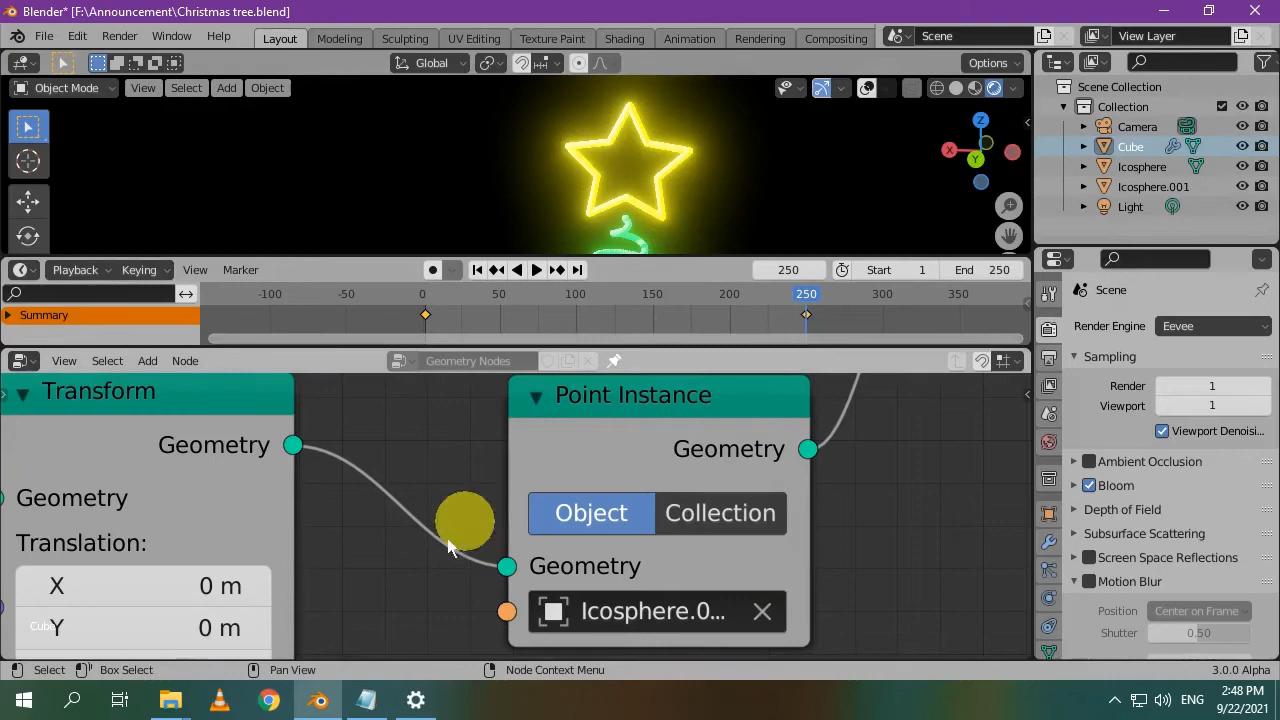 Blender* [F:\Announcement\Christmas tree.blend]
File Edit Render Window Help
Layout Modeling Sculpting UV Editing Texture Paint Shading Animation Rendering Compositing
Scene
View Layer
Global
Options
Object Mode
View Select Add Object
Z
X
Y
Scene Collection
Collection
Camera
Cube
Icosphere
Icosphere.001
Light
Playback Keying View Marker
250
Start 1
End 250
-100 -50 0 50 100 150 200 250 300 350
Summary
View Select Add Node
Geometry Nodes
Transform
Geometry
Geometry
Translation:
X 0 m
Y 0 m
Cube
Point Instance
Geometry
Object Collection
Geometry
Icosphere.0...
Scene
Render Engine Eevee
Sampling
Render 1
Viewport 1
Viewport Denoisi...
Ambient Occlusion
Bloom
Depth of Field
Subsurface Scattering
Screen Space Reflections
Motion Blur
Position Center on Frame
Shutter 0.50
Select
Box Select
Pan View
Node Context Menu
3.0.0 Alpha
ENG
2:48 PM
9/22/2021